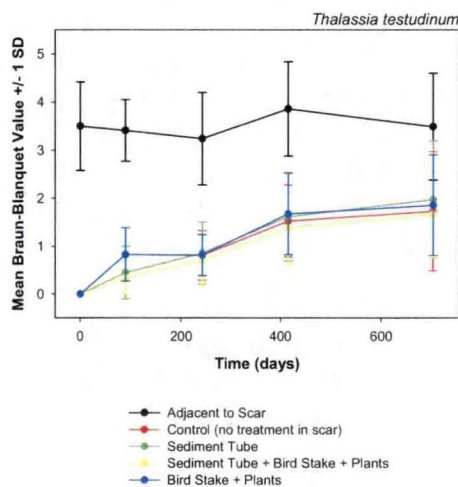 Thalassia testudinum
Mean Braun-Blanquet Value +/- 1 SD
5
4
3
2
1
0
0 200 400 600
Time (days)
Adjacent to Scar
Control (no treatment in scar)
Sediment Tube
Sediment Tube + Bird Stake + Plants
Bird Stake + Plants